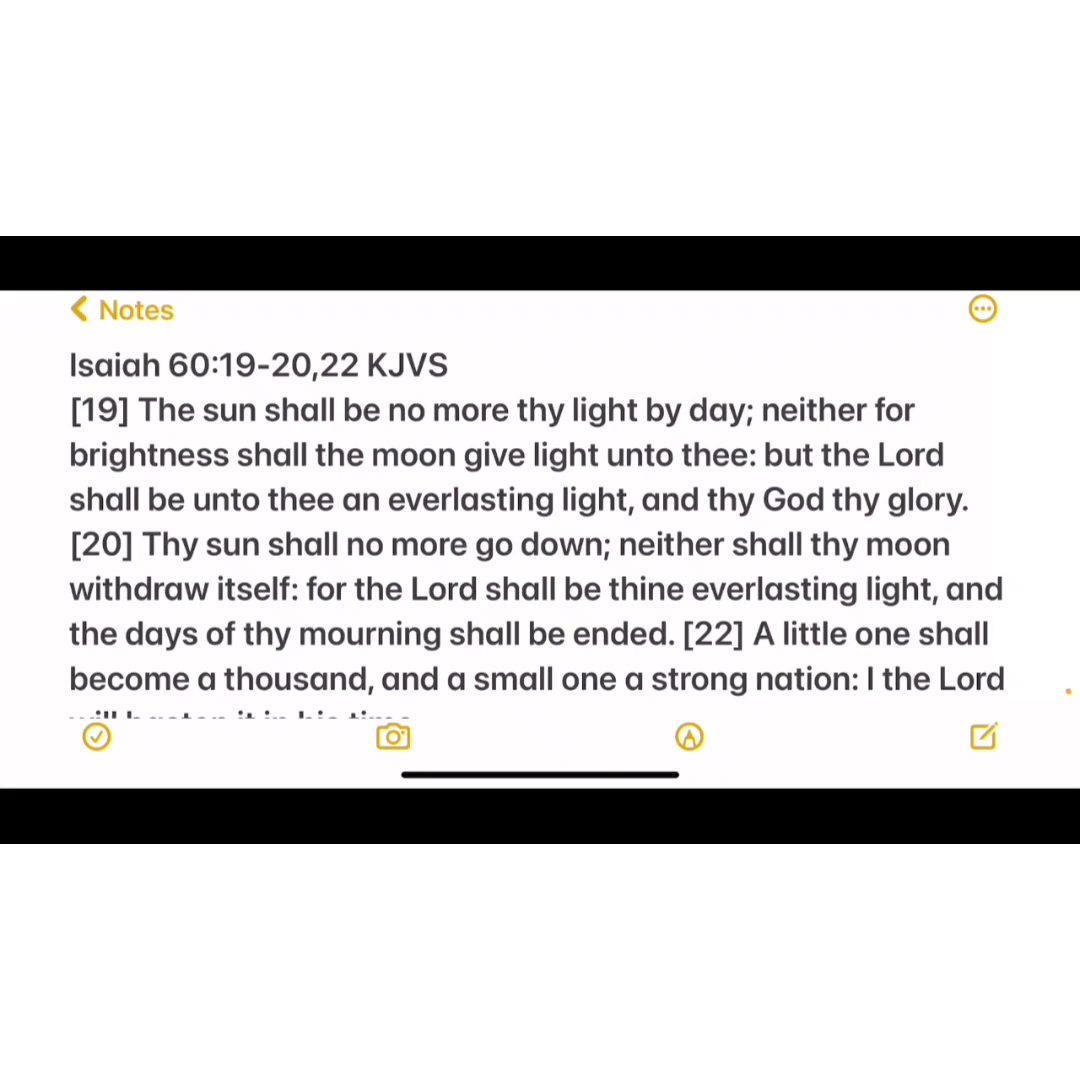 Notes
Isaiah 60:19-20,22 KJVS
[19] The sun shall be no more thy light by day; neither for
brightness shall the moon give light unto thee: but the Lord
shall be unto thee an everlasting light, and thy God thy glory.
[20] Thy sun shall no more go down; neither shall thy moon
withdraw itself: for the Lord shall be thine everlasting light, and
the days of thy mourning shall be ended. [22] A little one shall
become a thousand, and a small one a strong nation: I the Lord